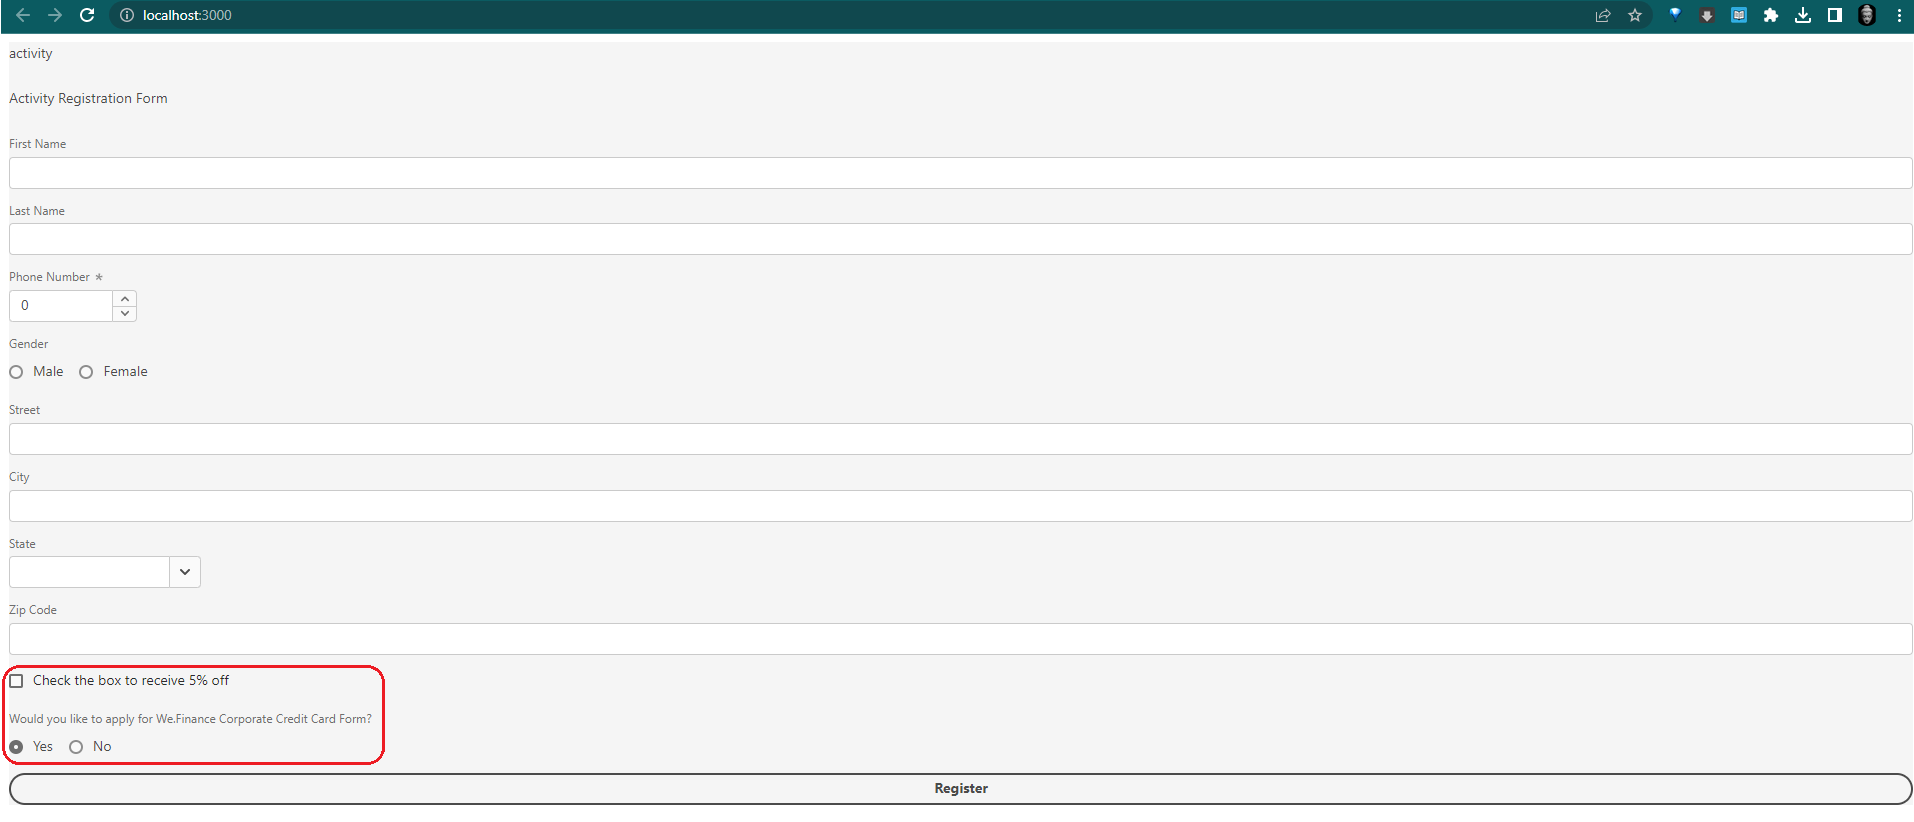 localhost:3000
activity
Activity Registration Form
First Name
Last Name
Phone Number *
0
Gender
Male Female
Street
City
State
Zip Code
Check the box to receive 5% off
Would you like to apply for We.Finance Corporate Credit Card Form?
Yes No
Register